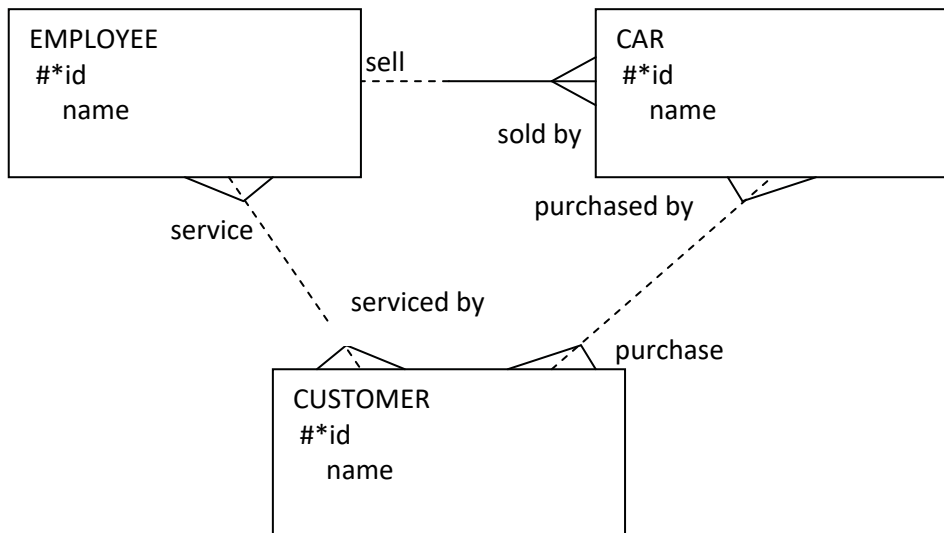 EMPLOYEE
#*id
name
sell
sold by
CAR
#*id
name
service
purchased by
serviced by
purchase
CUSTOMER
#*id
name